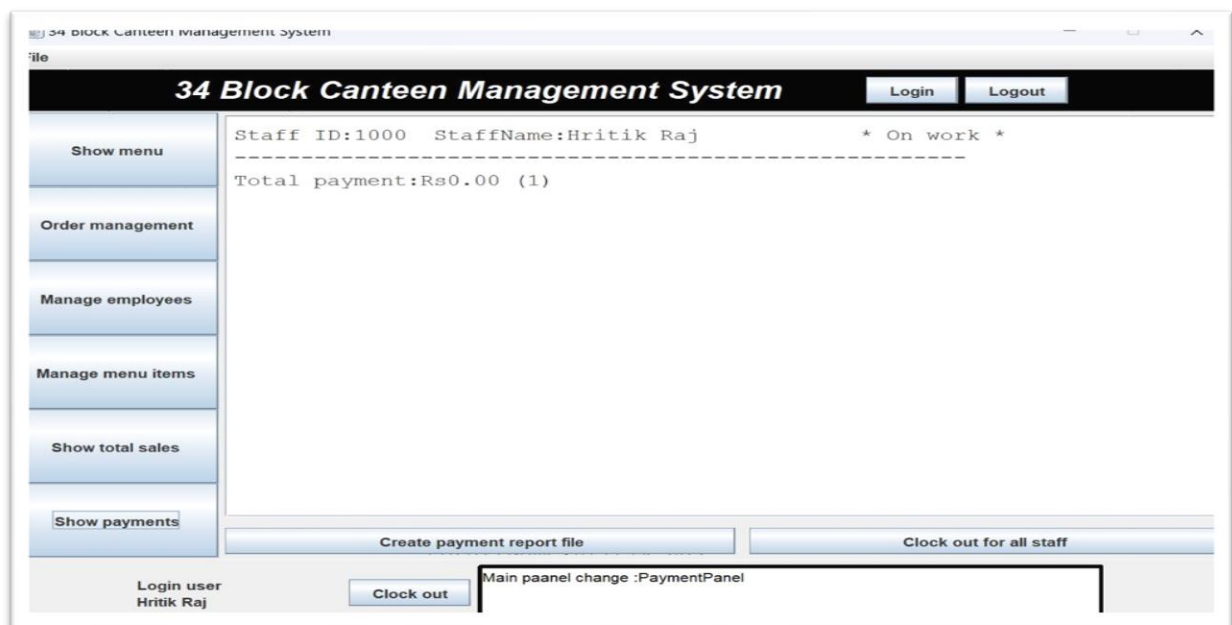 34 Block Canteen Management System
File
34 Block Canteen Management System
Login
Logout
Show menu
Order management
Manage employees
Manage menu items
Show total sales
Show payments
Staff ID:1000 StaffName:Hritik Raj * On work *
-------------------------------------------------------
Total payment:Rs0.00 (1)
Create payment report file
Clock out for all staff
Login user
Hritik Raj
Clock out
Main paanel change :PaymentPanel